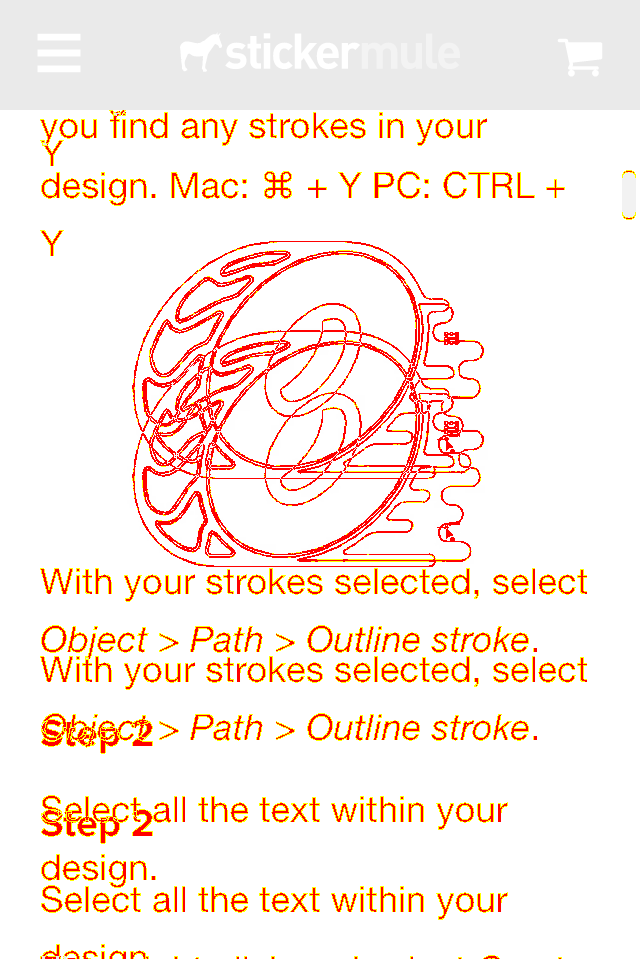 stickermule
you find any strokes in your
Y
design. Mac: ⌘ + Y PC: CTRL +
Y
With your strokes selected, select
Object > Path > Outline stroke.
With your strokes selected, select
Object > Path > Outline stroke.
Step 2
Select all the text within your
Step 2
design.
Select all the text within your
design.